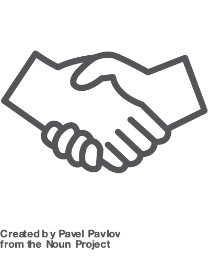 Created by Pavel Pavlov
from the Noun Project